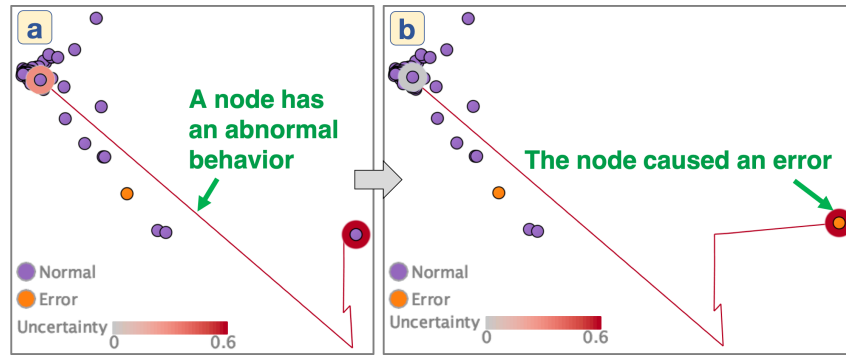 a
A node has
an abnormal
behavior
Normal
Error
Uncertainty
0
0.6
b
The node caused an error
Normal
Error
Uncertainty
0
0.6